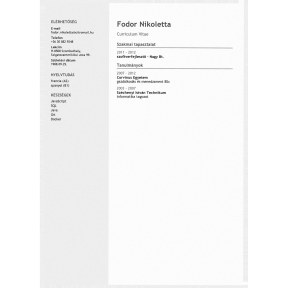 ELÉRHETŐSÉG
E-mail
Telefon
Lakcím
Születési dátum
NYELVTUDÁS
francia (A2)
spanyol (B1)
KÉSZSÉGEK
JavaScript
SQL
Java
Git
Docker
Fodor Nikoletta
Curriculum Vitae
Szakmai tapasztalat
2011 - 2012
szoftverfejlesztő - Nagy Bt.
Tanulmányok
2007 - 2012
Corvinus Egyetem
gazdálkodás és menedzsment BSc
2003 - 2007
Széchenyi István Technikum
informatika tagozat